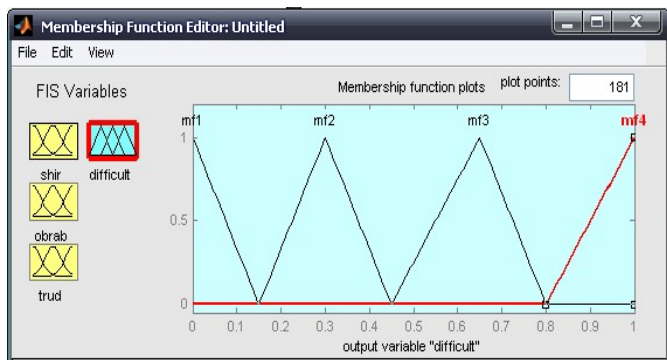 Membership Function Editor: Untitled
File Edit View
FIS Variables
shir
difficult
obrab
trud
Membership function plots
plot points:
181
mf1 mf2 mf3 mf4
1
0.5
0
0 0.1 0.2 0.3 0.4 0.5 0.6 0.7 0.8 0.9 1
output variable "difficult"